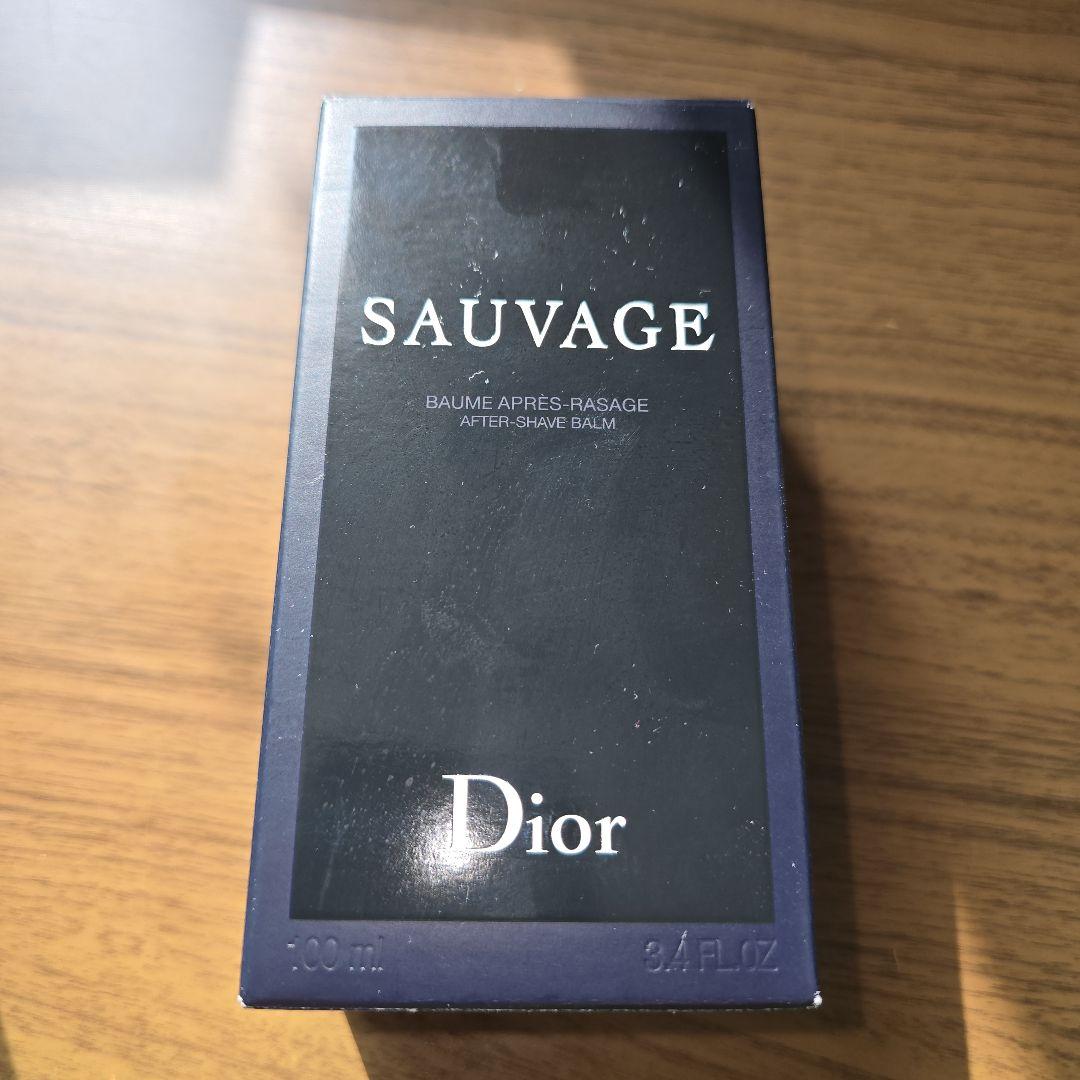 SAUVAGE
BAUME APRÈS-RASAGE
AFTER-SHAVE BALM
Dior
100 ml 3.4 FL.OZ